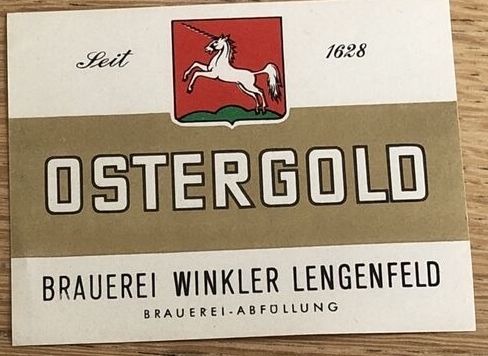 Seit 1628
OSTERGOLD
BRAUEREI WINKLER LENGENFELD
BRAUEREI-ABFÜLLUNG